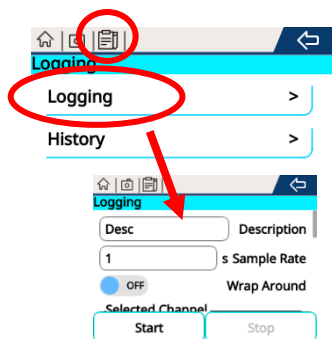 Logging
Logging >
History >
Logging
Desc Description
1 s Sample Rate
OFF Wrap Around
Selected Channel
Start Stop